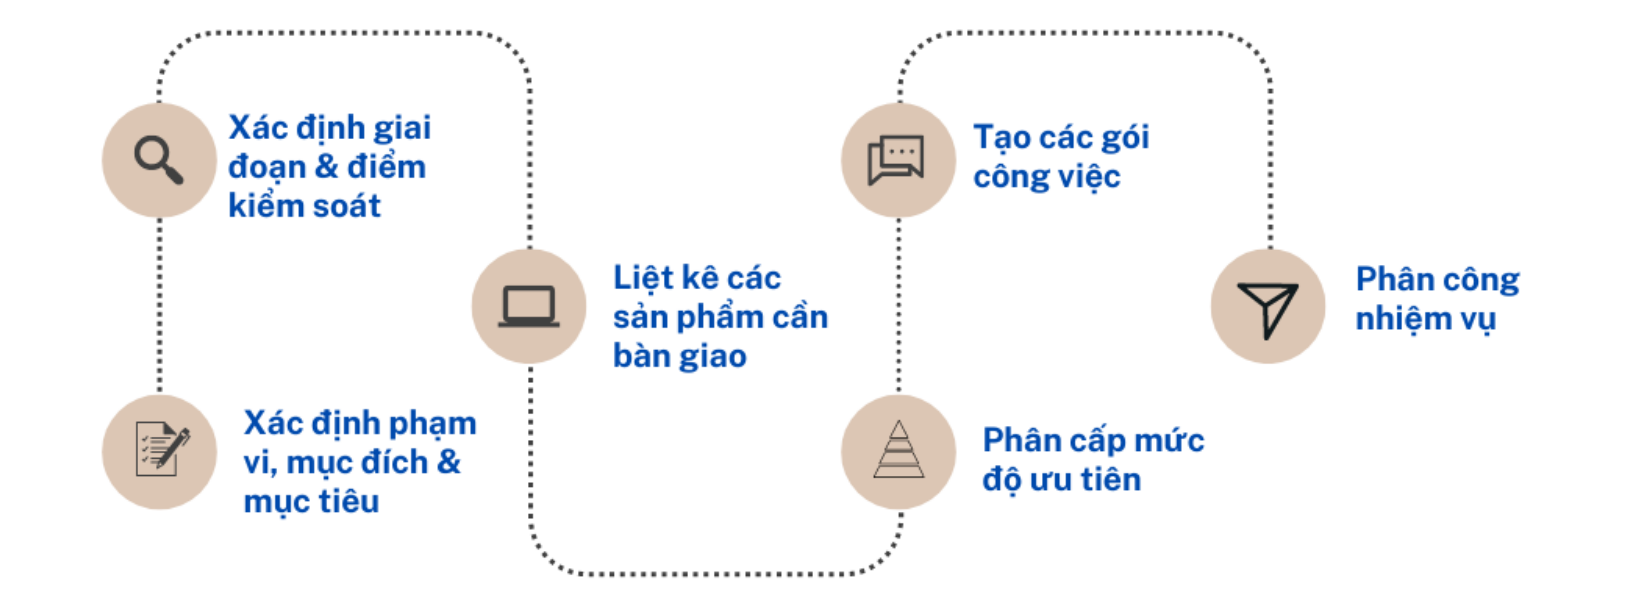 Xác định giai
đoạn & điểm
kiểm soát
Xác định phạm
vi, mục đích &
mục tiêu
Liệt kê các
sản phẩm cần
bàn giao
Tạo các gói
công việc
Phân cấp mức
độ ưu tiên
Phân công
nhiệm vụ